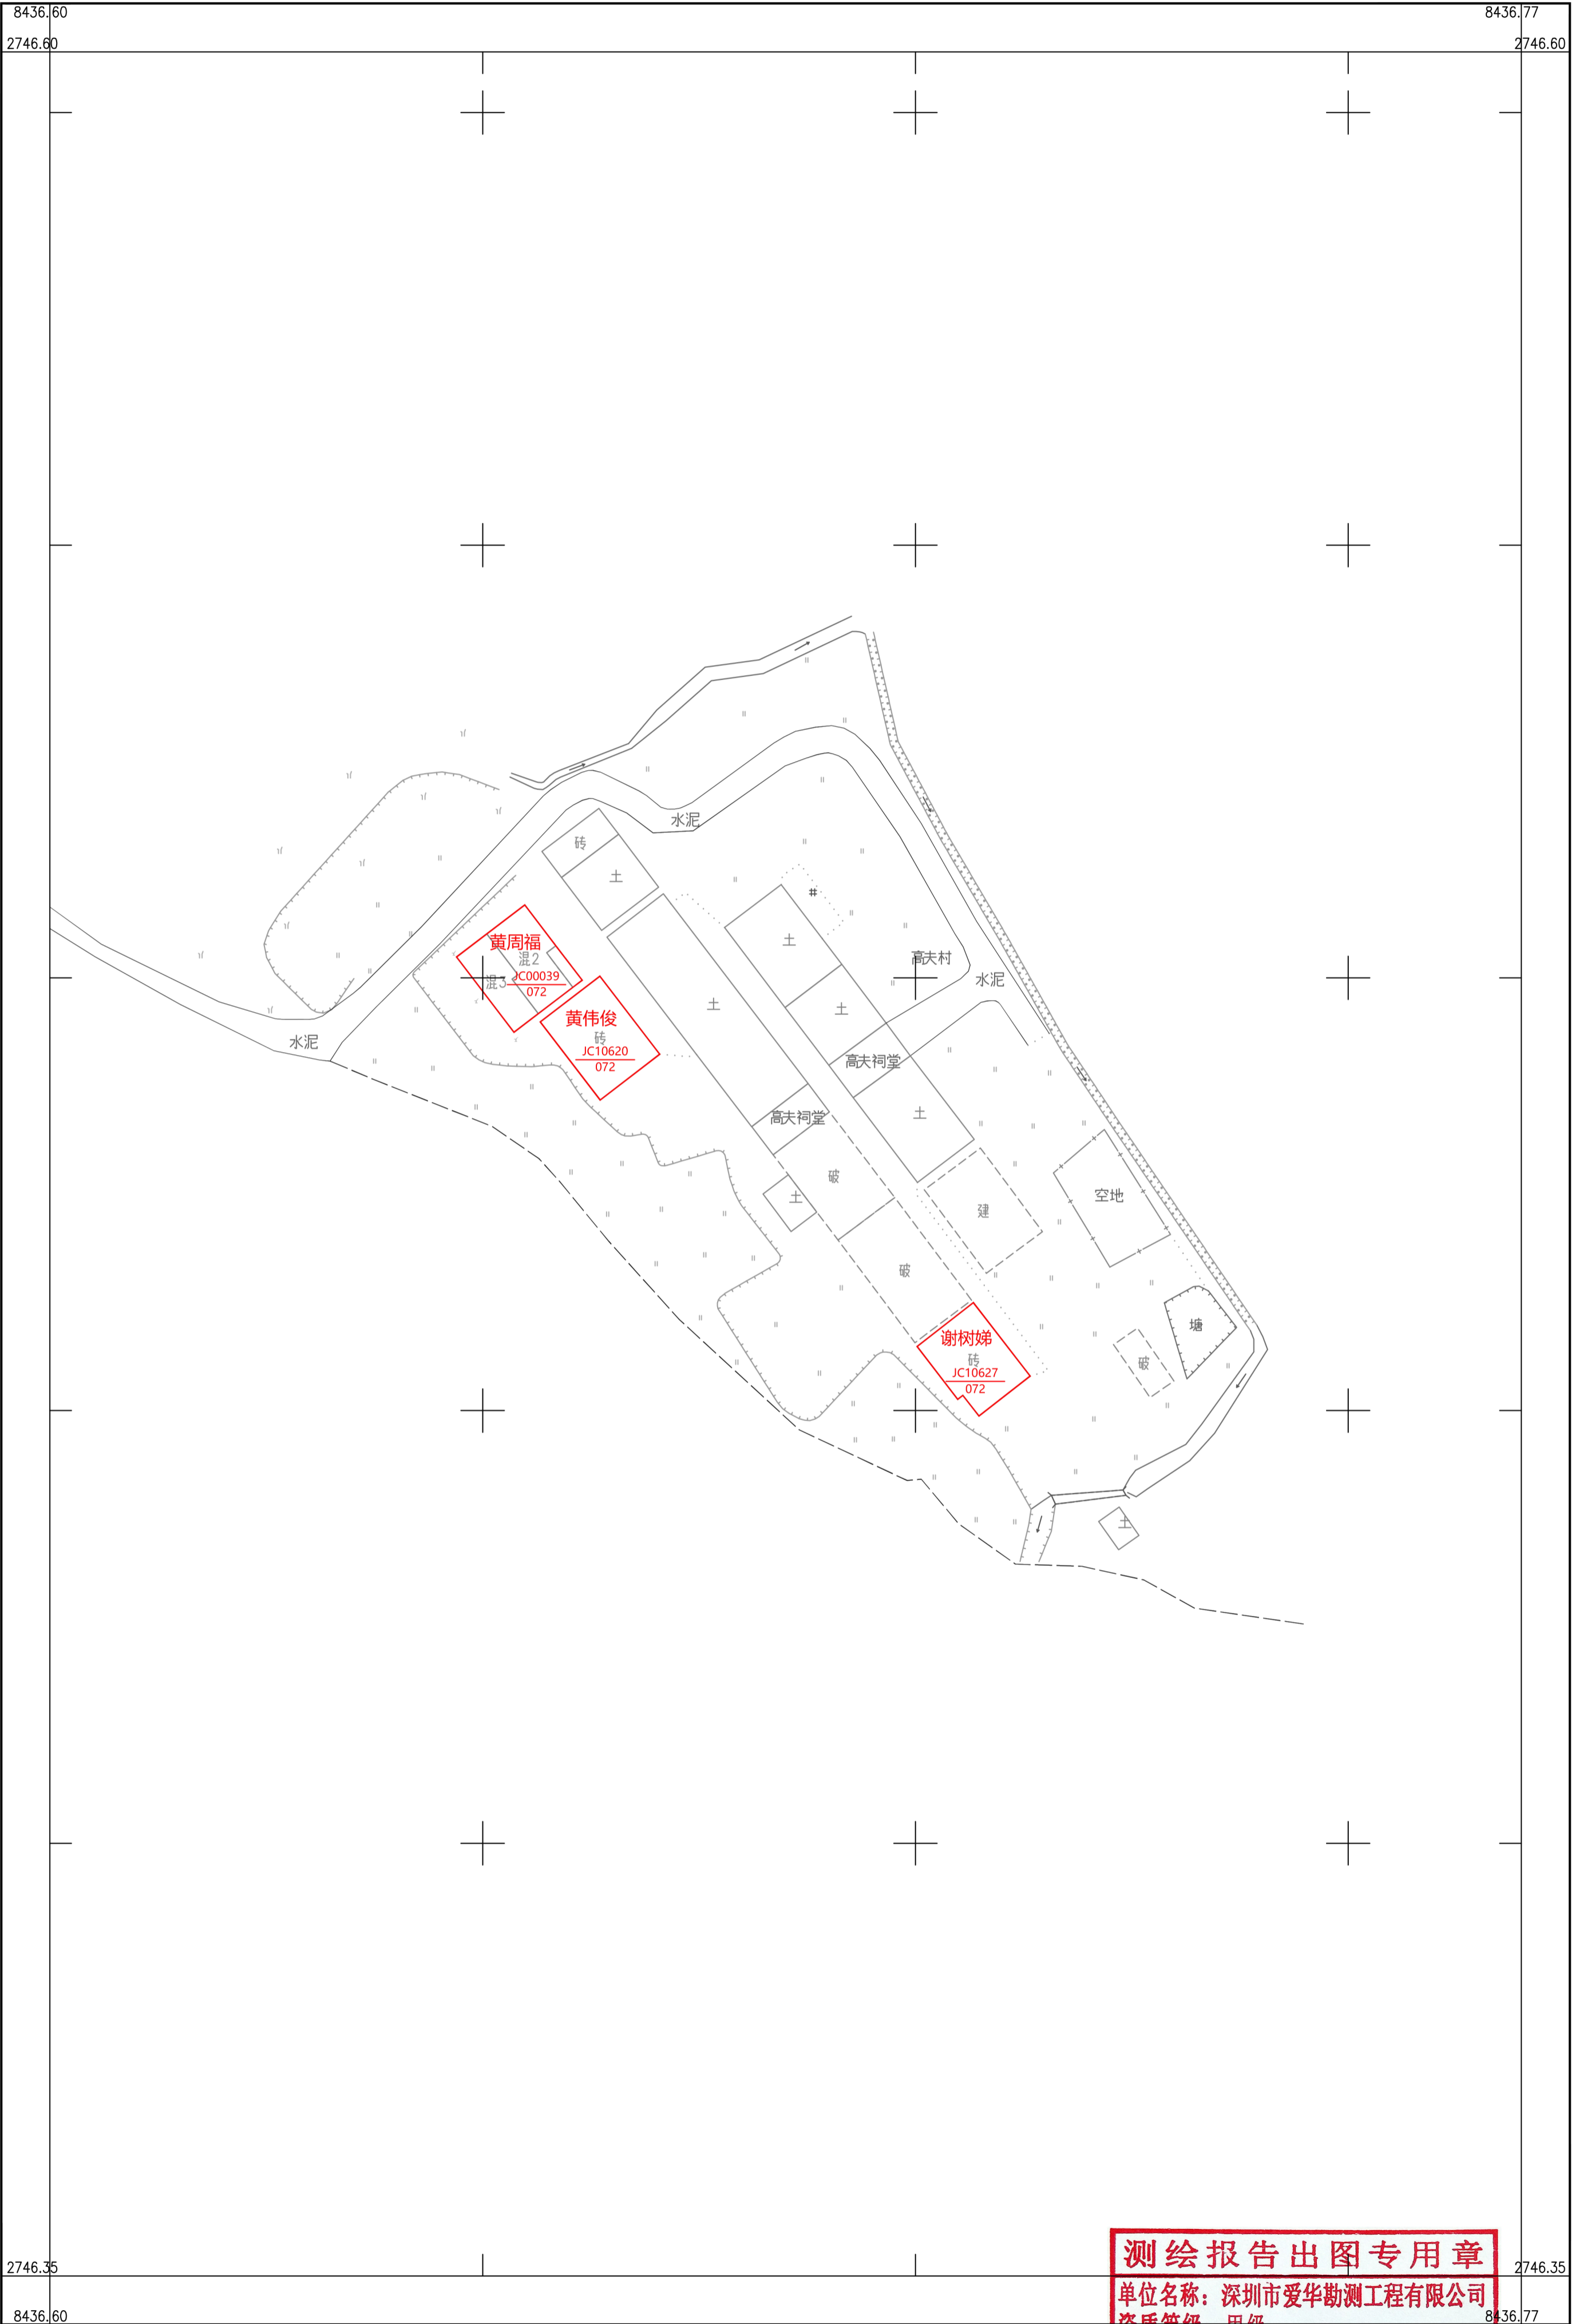 8436.60
8436.77
2746.60
2746.60
水泥
砖
土
黄周福
混2
混3
JC00039
072
黄伟俊
砖
JC10620
072
水泥
土
土
高夫村
水泥
土
高夫祠堂
土
高夫祠堂
破
土
建
空地
破
塘
破
谢树娣
砖
JC10627
072
土
测绘报告出图专用章
2746.35
2746.35
单位名称：深圳市爱华勘测工程有限公司
8436.60
8436.77